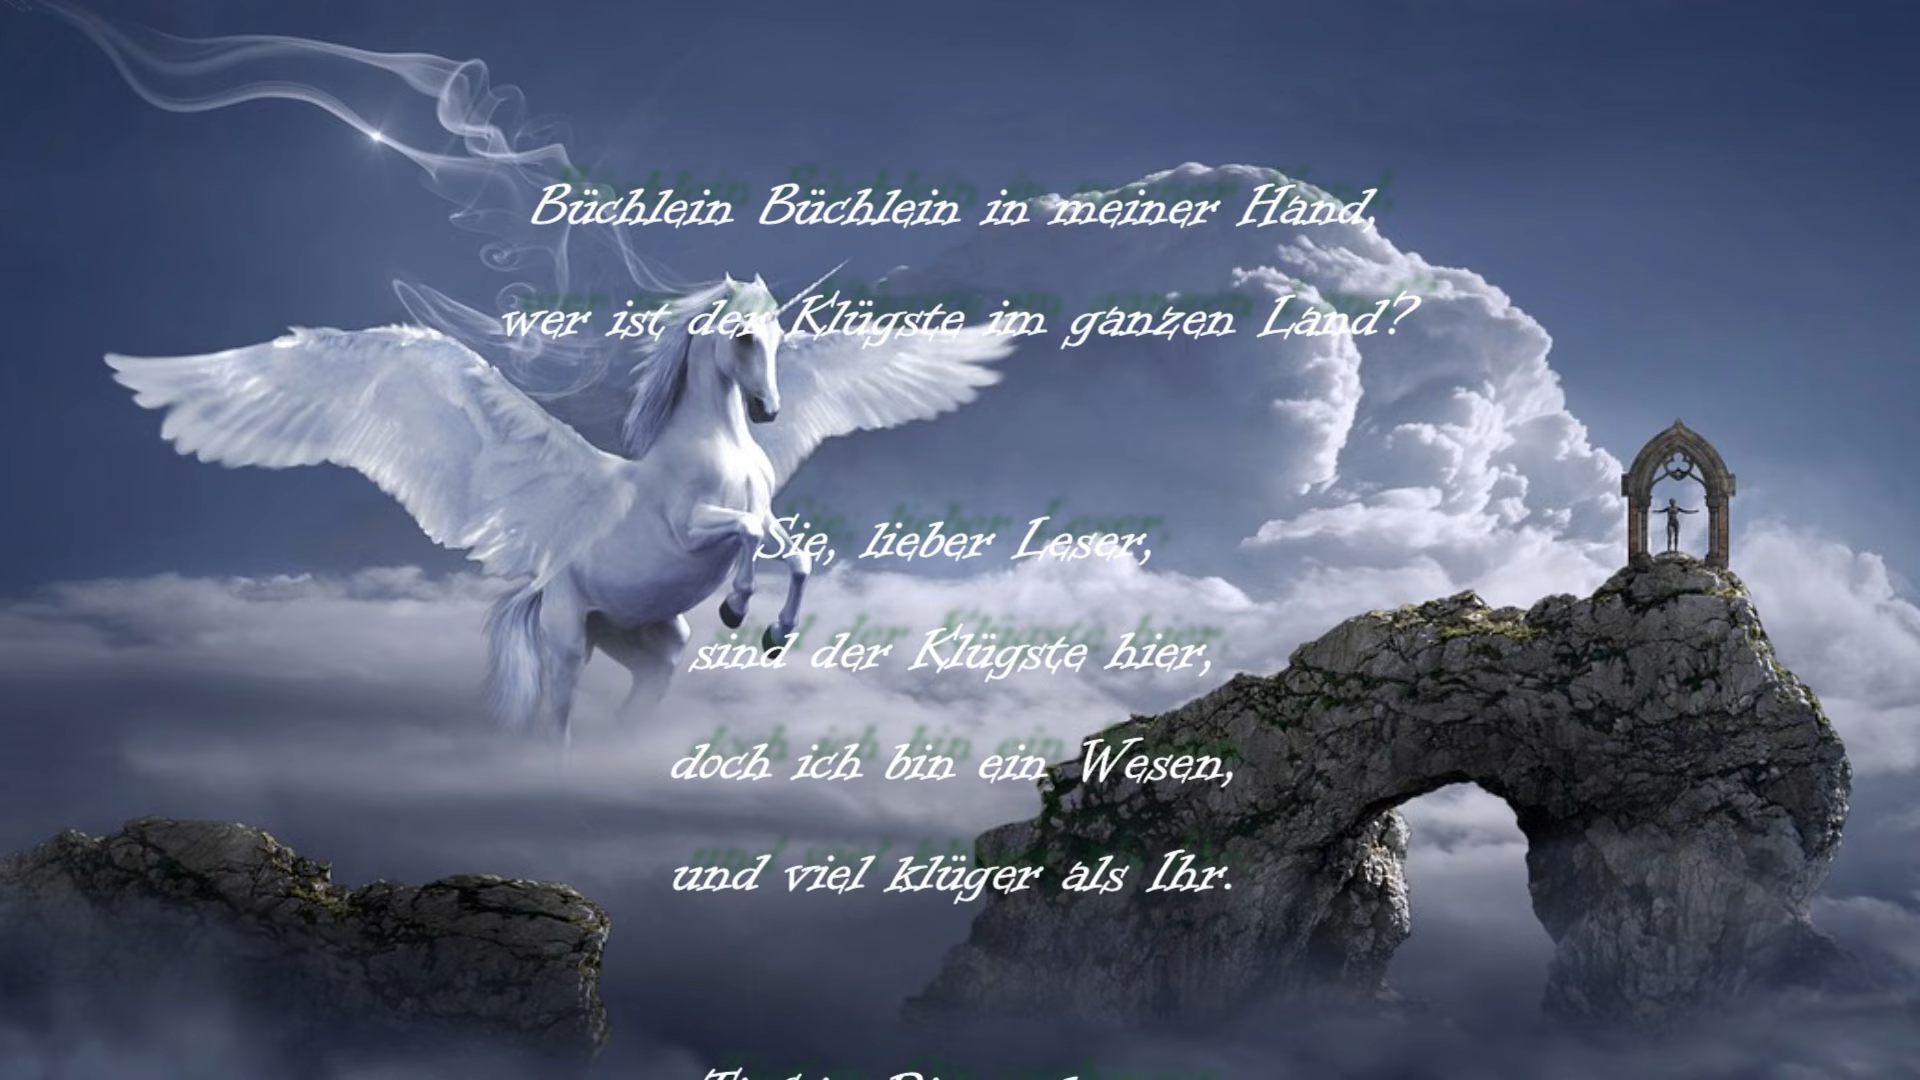 Büchlein Büchlein in meiner Hand,
wer ist der Klügste im ganzen Land?
Sie, lieber Leser,
sind der Klügste hier,
doch ich bin ein Wesen,
und viel klüger als Ihr.